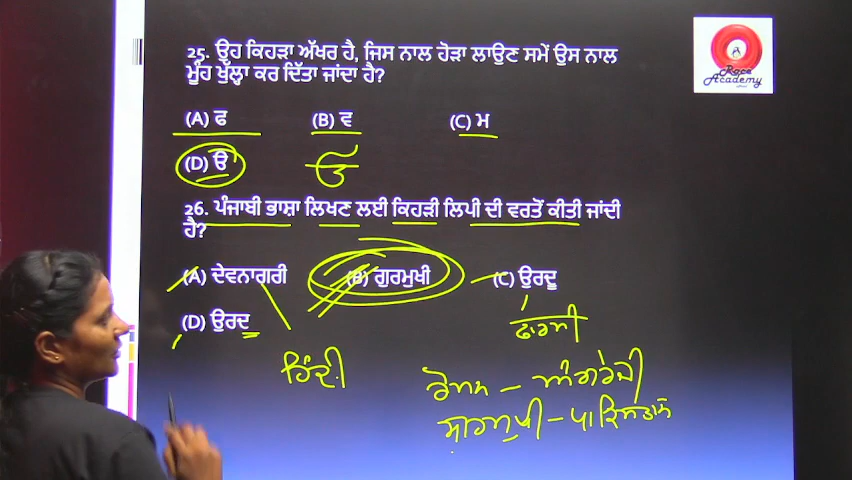 25. ਉਹ ਕਿਹੜਾ ਅੱਖਰ ਹੈ, ਜਿਸ ਨਾਲ ਹੋੜਾ ਲਾਉਣ ਸਮੇਂ ਉਸ ਨਾਲ
ਮੂੰਹ ਖੁੱਲ੍ਹਾ ਕਰ ਦਿੱਤਾ ਜਾਂਦਾ ਹੈ?
Race Academy
(A) ਫ (B) ਵ (C) ਮ
(D) ੳ ਓ
26. ਪੰਜਾਬੀ ਭਾਸ਼ਾ ਲਿਖਣ ਲਈ ਕਿਹੜੀ ਲਿਪੀ ਦੀ ਵਰਤੋਂ ਕੀਤੀ ਜਾਂਦੀ
ਹੈ?
(A) ਦੇਵਨਾਗਰੀ (B) ਗੁਰਮੁਖੀ (C) ਉਰਦੂ
(D) ਉਰਦ ਫਾਰਸੀ
ਹਿੰਦੀ
ਰੋਮਨ – ਅੰਗਰੇਜ਼ੀ
ਸ਼ਾਹਮੁਖੀ – ਪਾਕਿਸਤਾਨ